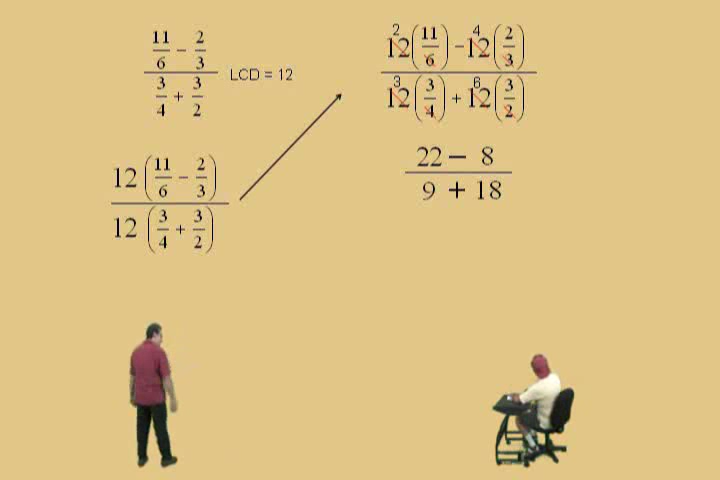 11/6 − 2/3
3/4 + 3/2
LCD = 12
12 (11/6 − 2/3)
12 (3/4 + 3/2)
2 4
12(11/6) − 12(2/3)
3 6
12(3/4) + 12(3/2)
22 − 8
9 + 18